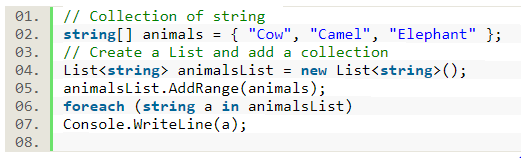 01. // Collection of string
02. string[] animals = { "Cow", "Camel", "Elephant" };
03. // Create a List and add a collection
04. List<string> animalsList = new List<string>();
05. animalsList.AddRange(animals);
06. foreach (string a in animalsList)
07. Console.WriteLine(a);
08.